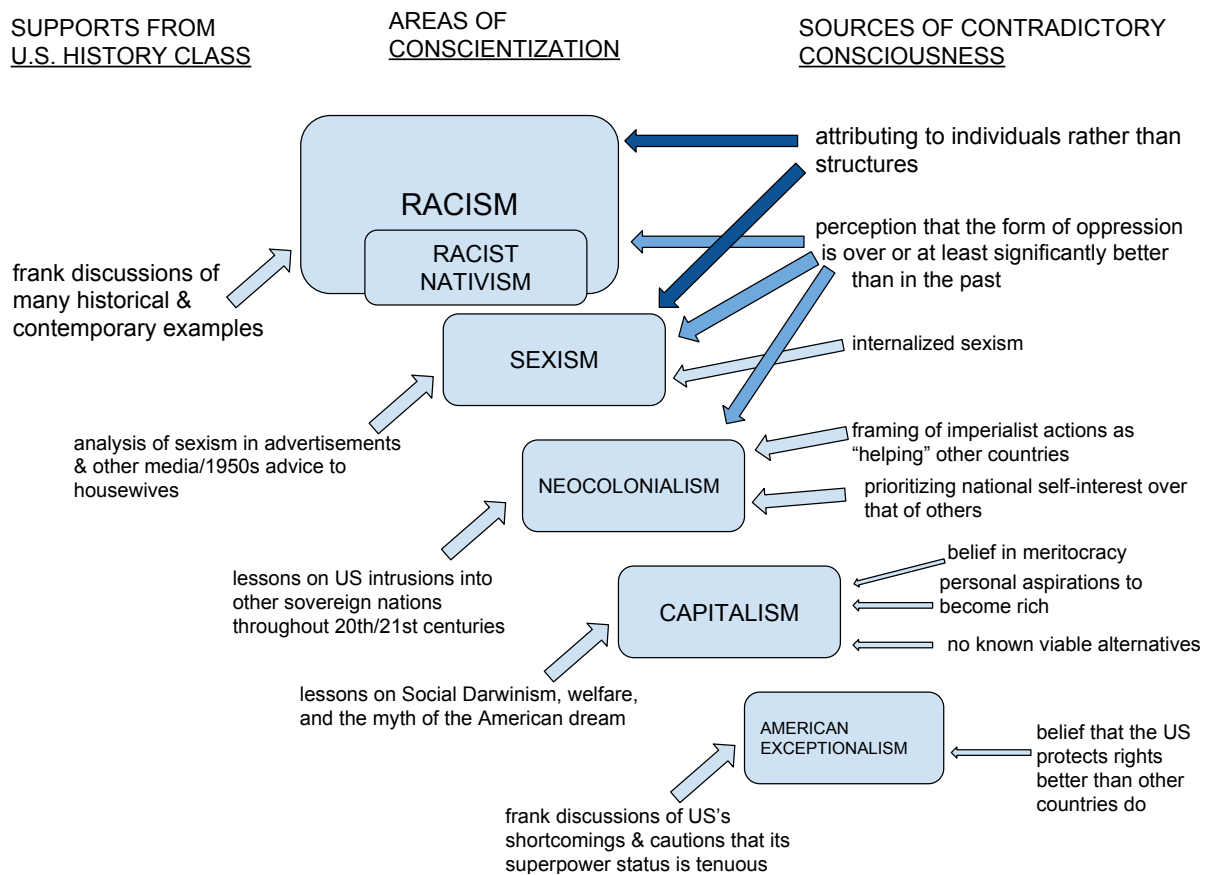 SUPPORTS FROM
U.S. HISTORY CLASS
AREAS OF
CONSCIENTIZATION
SOURCES OF CONTRADICTORY
CONSCIOUSNESS
RACISM
RACIST
NATIVISM
frank discussions of
many historical &
contemporary examples
attributing to individuals rather than
structures
perception that the form of oppression
is over or at least significantly better
than in the past
SEXISM
internalized sexism
analysis of sexism in advertisements
& other media/1950s advice to
housewives
NEOCOLONIALISM
framing of imperialist actions as
“helping” other countries
prioritizing national self-interest over
that of others
lessons on US intrusions into
other sovereign nations
throughout 20th/21st centuries
CAPITALISM
belief in meritocracy
personal aspirations to
become rich
no known viable alternatives
lessons on Social Darwinism, welfare,
and the myth of the American dream
AMERICAN
EXCEPTIONALISM
belief that the US
protects rights
better than other
countries do
frank discussions of US’s
shortcomings & cautions that its
superpower status is tenuous